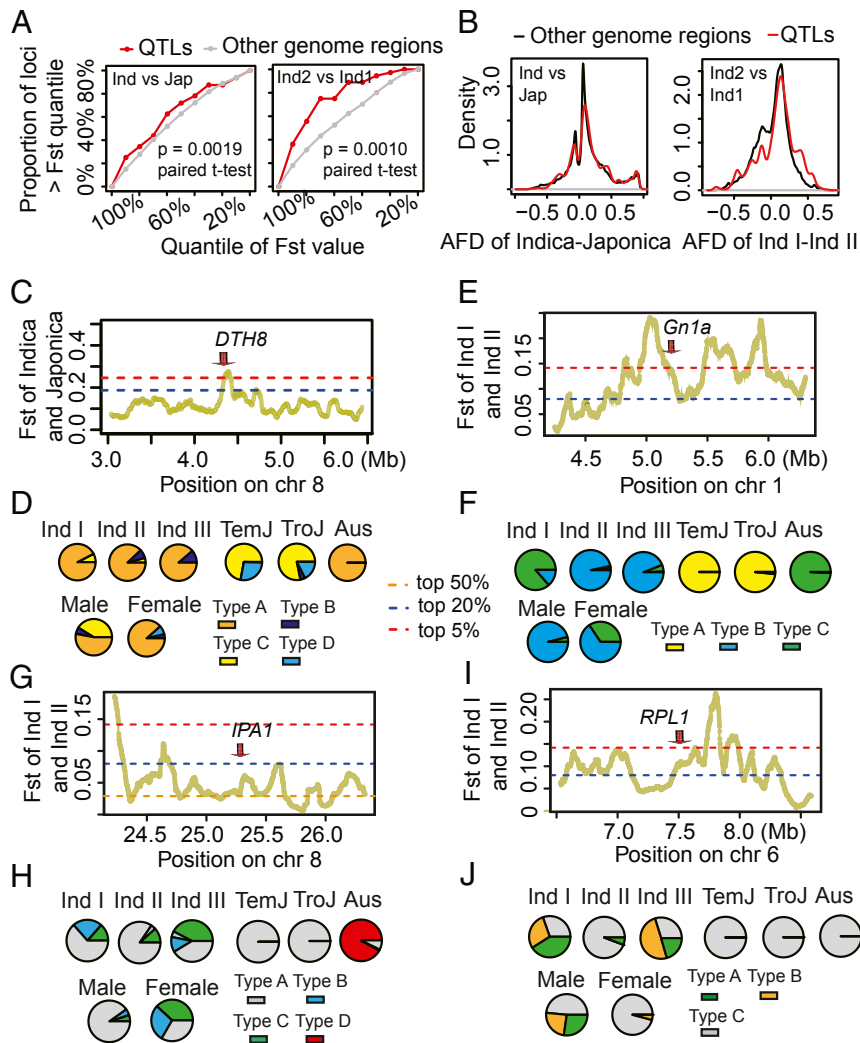 A
QTLs Other genome regions
Proportion of loci
> Fst quantile
0% 40% 80%
Ind vs Jap
p = 0.0019
paired t-test
Ind2 vs Ind1
p = 0.0010
paired t-test
100% 60% 20% 100% 60% 20%
Quantile of Fst value
B
Other genome regions QTLs
Density
1.0 3.0
Ind vs
Jap
0.0 1.0 2.0
Ind2 vs
Ind1
−0.5 0.0 0.5 −0.5 0.0 0.5
AFD of Indica-Japonica AFD of Ind I-Ind II
C
Fst of Indica
and Japonica
0.0 0.2 0.4
DTH8
3.0 4.0 5.0 6.0 (Mb)
Position on chr 8
E
Fst of Ind I
and Ind II
0.05 0.15
Gn1a
4.5 5.0 5.5 6.0 (Mb)
Position on chr 1
D
Ind I Ind II Ind III TemJ TroJ Aus
Male Female
Type A Type B
Type C Type D
top 50%
top 20%
top 5%
F
Ind I Ind II Ind III TemJ TroJ Aus
Male Female
Type A Type B Type C
G
Fst of Ind I
and Ind II
0.05 0.15
IPA1
24.5 25.0 25.5 26.0
Position on chr 8
I
Fst of Ind I
and Ind II
0 0.10 0.20
RPL1
7.0 7.5 8.0 (Mb)
Position on chr 6
H
Ind I Ind II Ind III TemJ TroJ Aus
Male Female
Type A Type B
Type C Type D
J
Ind I Ind II Ind III TemJ TroJ Aus
Male Female
Type A Type B
Type C